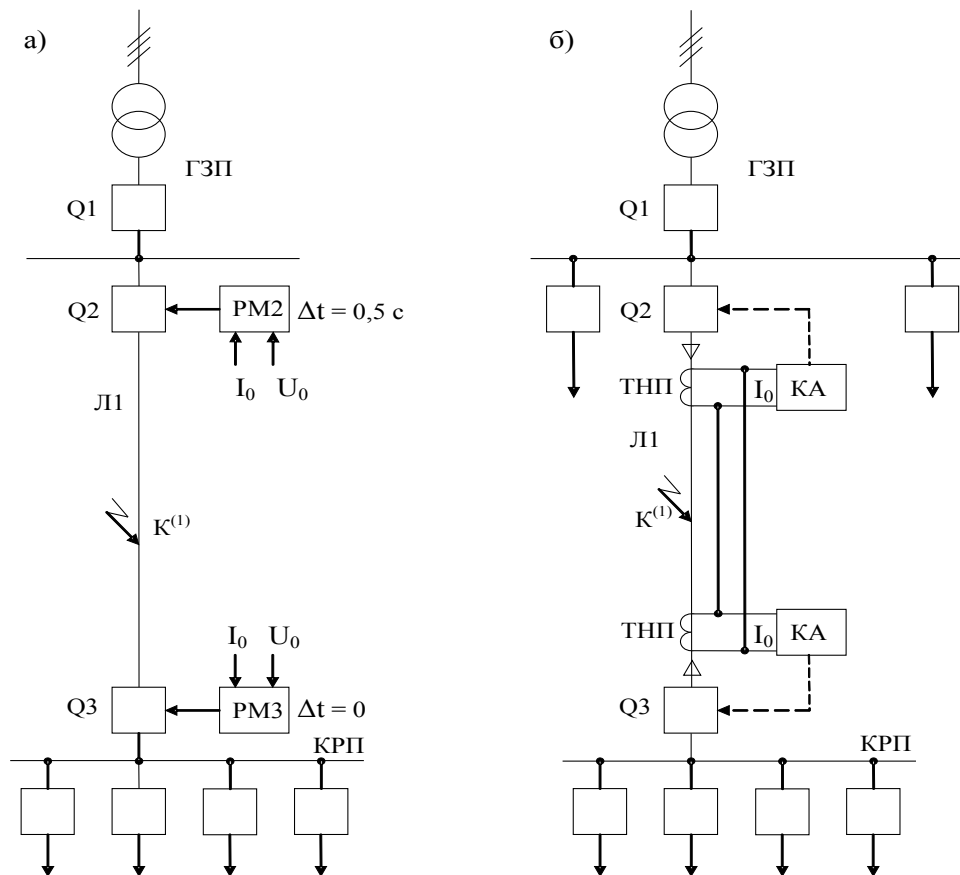 а)
ГЗП
Q1
Q2
РМ2
Δt = 0,5 с
I₀
U₀
Л1
К⁽¹⁾
I₀
U₀
Q3
РМ3
Δt = 0
КРП
б)
ГЗП
Q1
Q2
ТНП
I₀
КА
Л1
К⁽¹⁾
ТНП
I₀
КА
Q3
КРП